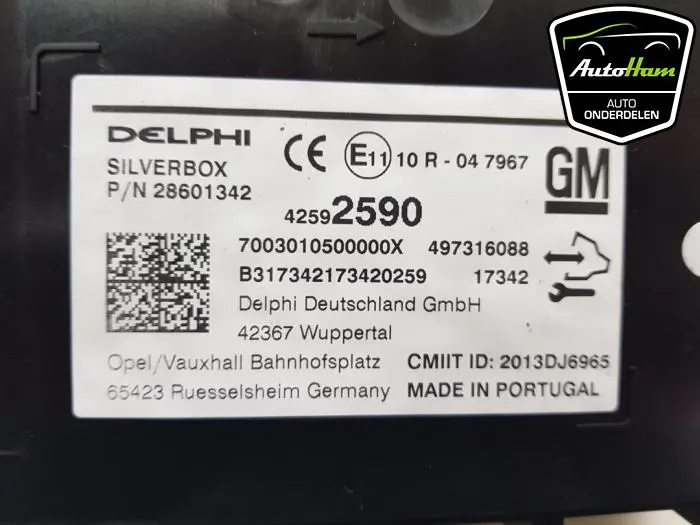 AutoHam
AUTO
ONDERDELEN
DELPHI
SILVERBOX
P/N 28601342
CE E11 10 R - 04 7967
GM
42592590
7003010500000X 497316088
B317342173420259 17342
Delphi Deutschland GmbH
42367 Wuppertal
Opel/Vauxhall Bahnhofsplatz CMIIT ID: 2013DJ6965
65423 Ruesselsheim Germany MADE IN PORTUGAL